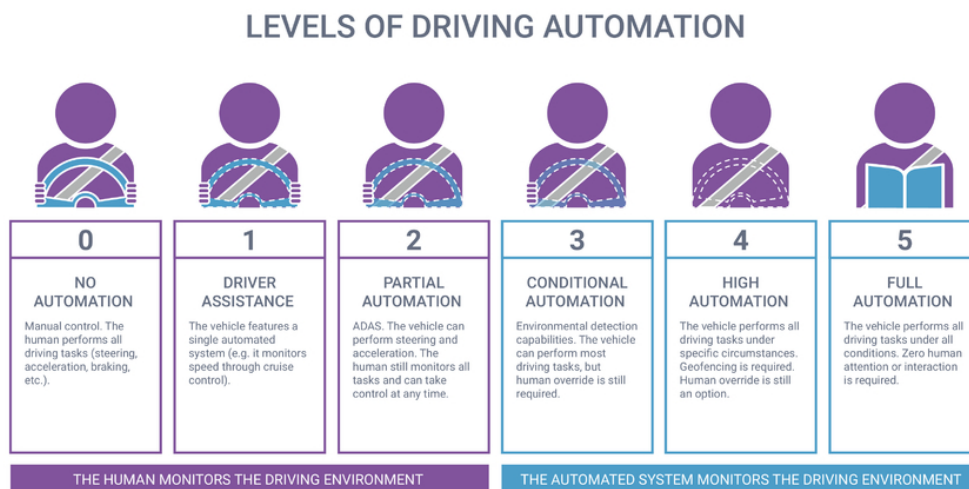 LEVELS OF DRIVING AUTOMATION
0
NO
AUTOMATION
Manual control. The
human performs all
driving tasks (steering,
acceleration, braking,
etc.).
1
DRIVER
ASSISTANCE
The vehicle features a
single automated
system (e.g. it monitors
speed through cruise
control).
2
PARTIAL
AUTOMATION
ADAS. The vehicle can
perform steering and
acceleration. The
human still monitors all
tasks and can take
control at any time.
3
CONDITIONAL
AUTOMATION
Environmental detection
capabilities. The vehicle
can perform most
driving tasks, but
human override is still
required.
4
HIGH
AUTOMATION
The vehicle performs all
driving tasks under
specific circumstances.
Geofencing is required.
Human override is still
an option.
5
FULL
AUTOMATION
The vehicle performs all
driving tasks under all
conditions. Zero human
attention or interaction
is required.
THE HUMAN MONITORS THE DRIVING ENVIRONMENT
THE AUTOMATED SYSTEM MONITORS THE DRIVING ENVIRONMENT